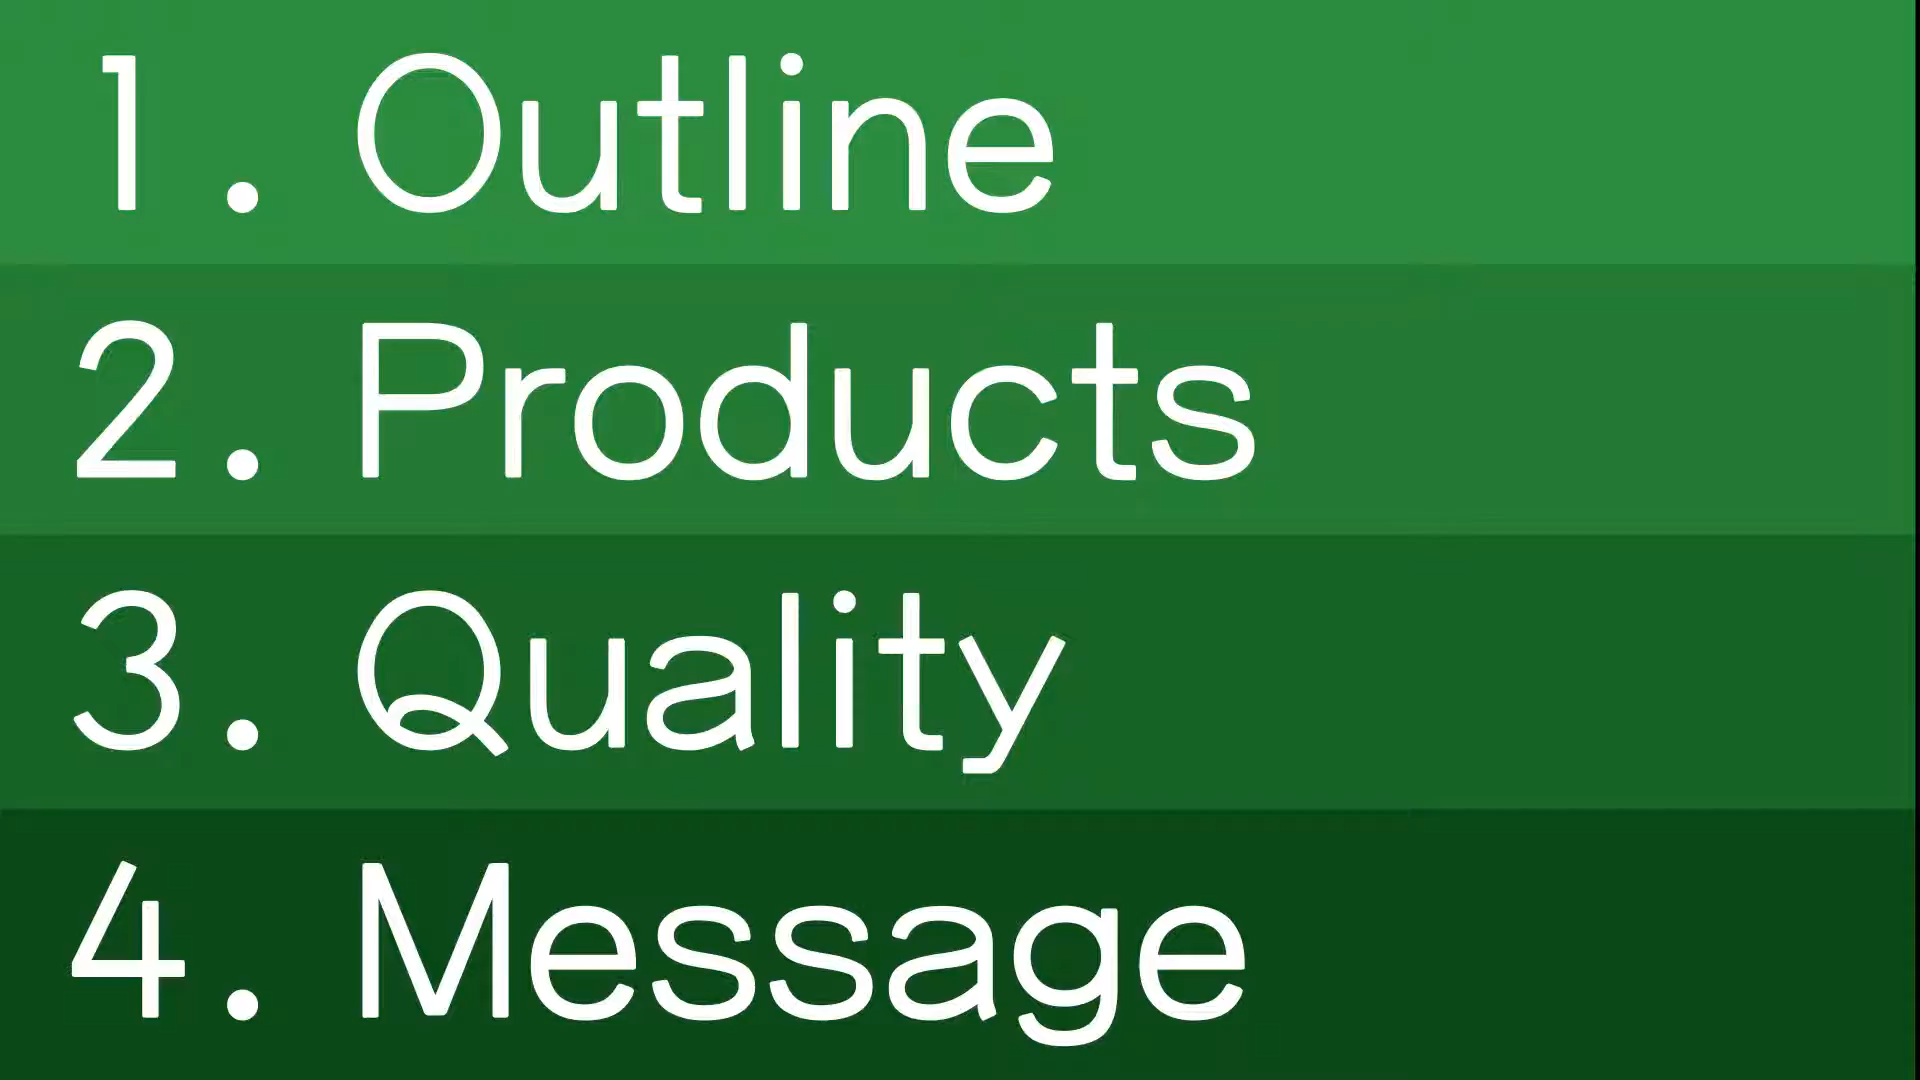 1. Outline
2. Products
3. Quality
4. Message